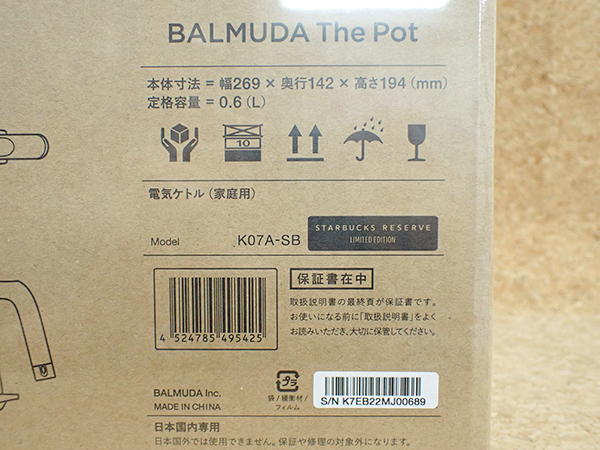 BALMUDA The Pot
本体寸法 = 幅269 × 奥行142 × 高さ194 (mm)
定格容量 = 0.6 (L)
10
電気ケトル (家庭用)
Model K07A-SB STARBUCKS RESERVE
LIMITED EDITION
保証書在中
取扱説明書の最終頁が保証書です。
お使いになる前に「取扱説明書」をよく
お読みいただき、大切に保管してください。
4 524785 495425
BALMUDA Inc.
MADE IN CHINA
プラ
袋 / 緩衝材 /
フィルム
S/N K7EB22MJ00689
日本国内専用
日本国外では使用できません。保証や修理の対象外になります。